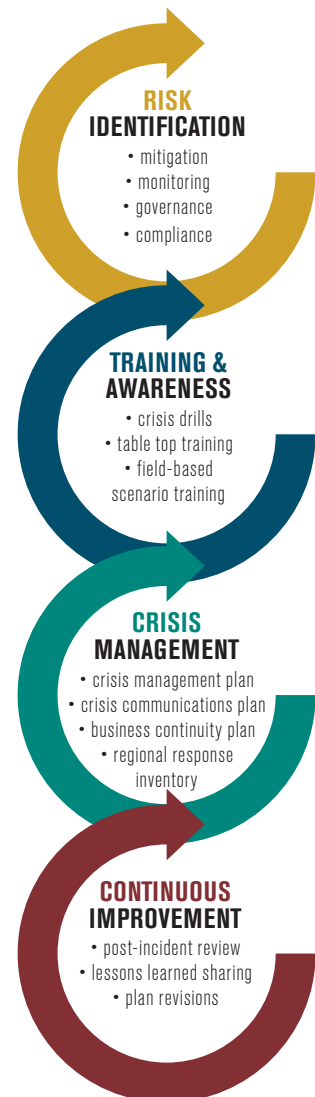 RISK
IDENTIFICATION
• mitigation
• monitoring
• governance
• compliance
TRAINING &
AWARENESS
• crisis drills
• table top training
• field-based
scenario training
CRISIS
MANAGEMENT
• crisis management plan
• crisis communications plan
• business continuity plan
• regional response
inventory
CONTINUOUS
IMPROVEMENT
• post-incident review
• lessons learned sharing
• plan revisions